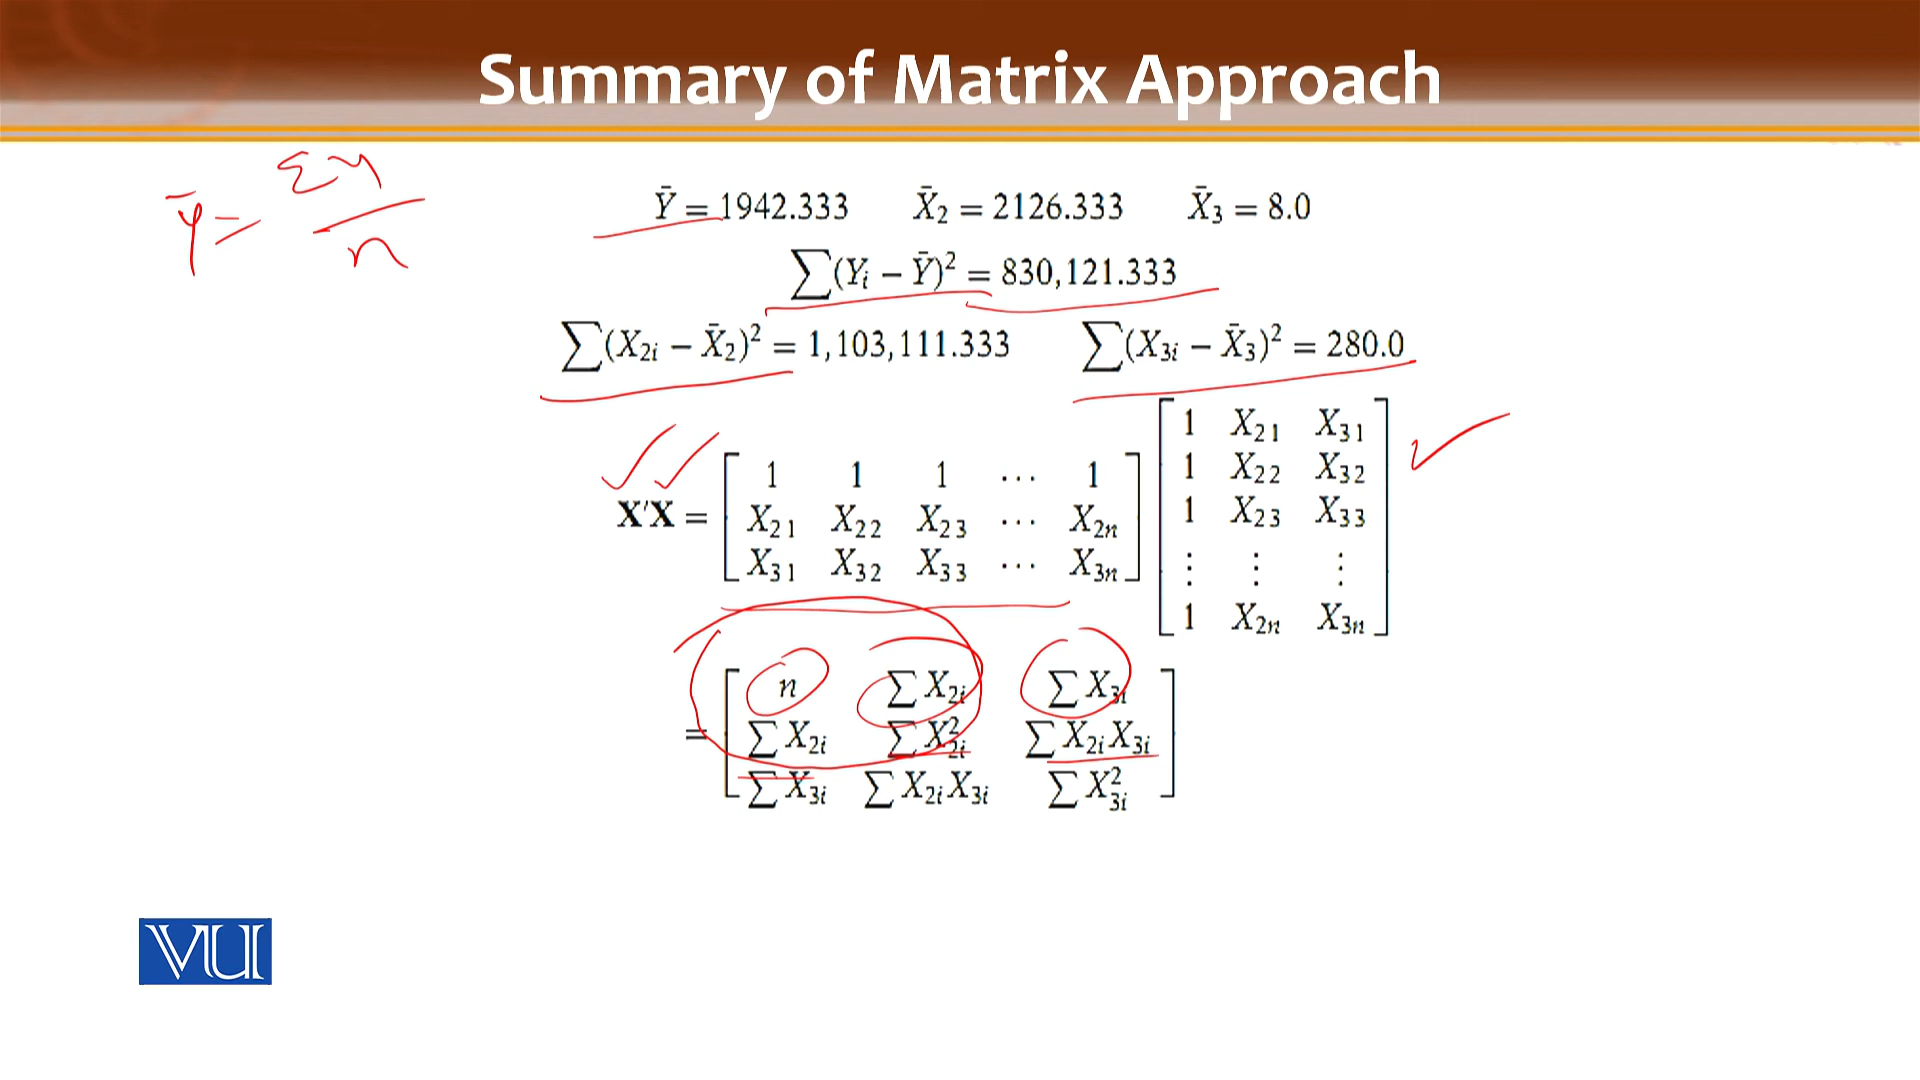 Summary of Matrix Approach
Ȳ = Σy / n
Ȳ = 1942.333 X̄₂ = 2126.333 X̄₃ = 8.0
∑(Yᵢ − Ȳ)² = 830,121.333
∑(X₂ᵢ − X̄₂)² = 1,103,111.333 ∑(X₃ᵢ − X̄₃)² = 280.0
X′X = [1 1 1 ⋯ 1; X₂₁ X₂₂ X₂₃ ⋯ X₂ₙ; X₃₁ X₃₂ X₃₃ ⋯ X₃ₙ] [1 X₂₁ X₃₁; 1 X₂₂ X₃₂; 1 X₂₃ X₃₃; ⋮ ⋮ ⋮; 1 X₂ₙ X₃ₙ]
= [n ∑X₂ᵢ ∑X₃ᵢ; ∑X₂ᵢ ∑X₂ᵢ² ∑X₂ᵢX₃ᵢ; ∑X₃ᵢ ∑X₂ᵢX₃ᵢ ∑X₃ᵢ²]
VU